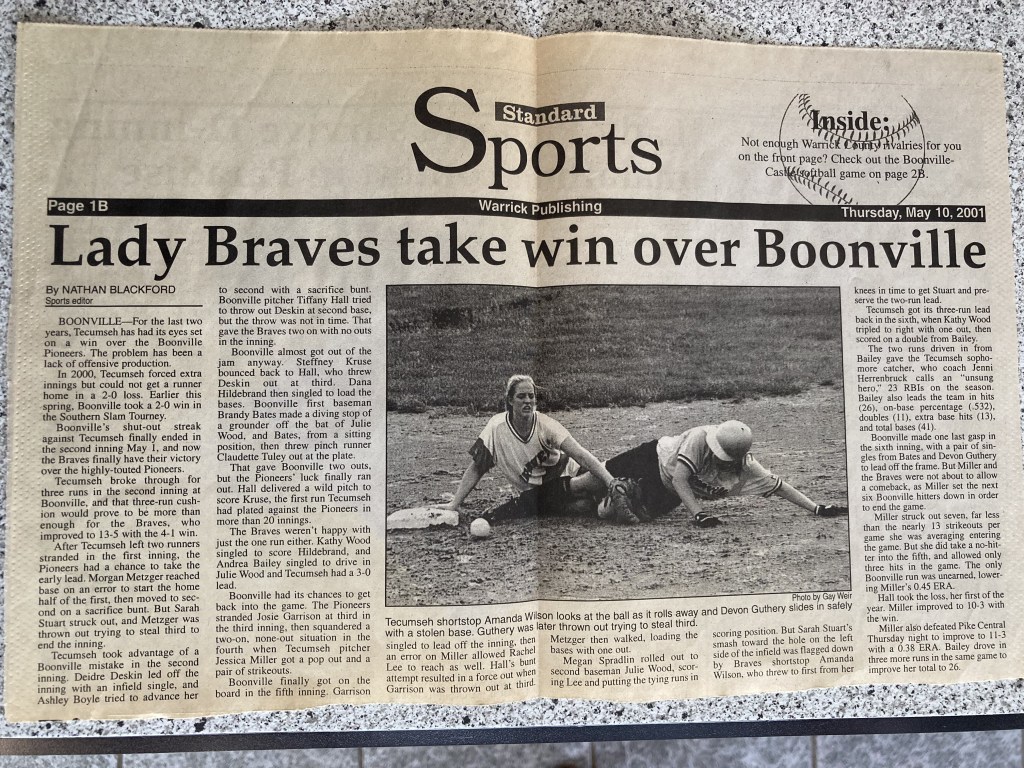 Standard
Sports
Inside:
Not enough Warrick County rivalries for you
on the front page? Check out the Boonville-
Castle softball game on page 2B.
Page 1B
Warrick Publishing
Thursday, May 10, 2001
Lady Braves take win over Boonville
By NATHAN BLACKFORD
Sports editor
BOONVILLE—For the last two
years, Tecumseh has had its eyes set
on a win over the Boonville
Pioneers. The problem has been a
lack of offensive production.
In 2000, Tecumseh forced extra
innings but could not get a runner
home in a 2-0 loss. Earlier this
spring, Boonville took a 2-0 win in
the Southern Slam Tourney.
Boonville's shut-out streak
against Tecumseh finally ended in
the second inning May 1, and now
the Braves finally have their victory
over the highly-touted Pioneers.
Tecumseh broke through for
three runs in the second inning at
Boonville, and that three-run cush-
ion would prove to be more than
enough for the Braves, who
improved to 13-5 with the 4-1 win.
After Tecumseh left two runners
stranded in the first inning, the
Pioneers had a chance to take the
early lead. Morgan Metzger reached
base on an error to start the home
half of the first, then moved to sec-
ond on a sacrifice bunt. But Sarah
Stuart struck out, and Metzger was
thrown out trying to steal third to
end the inning.
Tecumseh took advantage of a
Boonville mistake in the second
inning. Deidre Deskin led off the
inning with an infield single, and
Ashley Boyle tried to advance her
to second with a sacrifice bunt.
Boonville pitcher Tiffany Hall tried
to throw out Deskin at second base,
but the throw was not in time. That
gave the Braves two on with no outs
in the inning.
Boonville almost got out of the
jam anyway. Steffney Kruse
bounced back to Hall, who threw
Deskin out at third. Dana
Hildebrand then singled to load the
bases. Boonville first baseman
Brandy Bates made a diving stop of
a grounder off the bat of Julie
Wood, and Bates, from a sitting
position, then threw pinch runner
Claudette Tuley out at the plate.
That gave Boonville two outs,
but the Pioneers' luck finally ran
out. Hall delivered a wild pitch to
score Kruse, the first run Tecumseh
had plated against the Pioneers in
more than 20 innings.
The Braves weren't happy with
just the one run either. Kathy Wood
singled to score Hildebrand, and
Andrea Bailey singled to driving in
Julie Wood and Tecumseh had a 3-0
lead.
Boonville had its chances to get
back into the game. The Pioneers
stranded Josie Garrison at third in
the third inning, then squandered a
two-on, none-out situation in the
fourth when Tecumseh pitcher
Jessica Miller got a pop out and a
pair of strikeouts.
Boonville finally got on the
board in the fifth inning. Garrison
Photo by Gay Weir
Tecumseh shortstop Amanda Wilson looks at the ball as it rolls away and Devon Guthery slides in safely
with a stolen base. Guthery was later thrown out trying to steal third.
singled to lead off the inning, and
an error on Miller allowed Rachel
Lee to reach as well. Hall's bunt
attempt resulted in a force out when
Garrison was thrown out at third.
Metzger then walked, loading the
bases with one out.
Megan Spradlin rolled out to
second baseman Julie Wood, scor-
ing Lee and putting the tying runs in
scoring position. But Sarah Stuart's
smash toward the hole on the left
side of the infield was flagged down
by Braves shortstop Amanda
Wilson, who threw to first from her
knees in time to get Stuart and pre-
serve the two-run lead.
Tecumseh got its three-run lead
back in the sixth, when Kathy Wood
tripled to right with one out, then
scored on a double from Bailey.
The two runs driven in from
Bailey gave the Tecumseh sopho-
more catcher, who coach Jenni
Herrenbruck calls an "unsung
hero," 23 RBIs on the season.
Bailey also leads the team in hits
(26), on-base percentage (.532),
doubles (11), extra base hits (13),
and total bases (41).
Boonville made one last gasp in
the sixth inning, with a pair of sin-
gles from Bates and Devon Guthery
to lead off the frame. But Miller and
the Braves were not about to allow
a comeback, as Miller set the next
six Boonville hitters down in order
to end the game.
Miller struck out seven, far less
than the nearly 13 strikeouts per
game she was averaging entering
the game. But she did take a no-hit-
ter into the fifth, and allowed only
three hits in the game. The only
Boonville run was unearned, lower-
ing Miller's 0.45 ERA.
Hall took the loss, her first of the
year. Miller improved to 10-3 with
the win.
Miller also defeated Pike Central
Thursday night to improve to 11-3
with a 0.38 ERA. Bailey drove in
three more runs in the same game to
improve her total to 26.